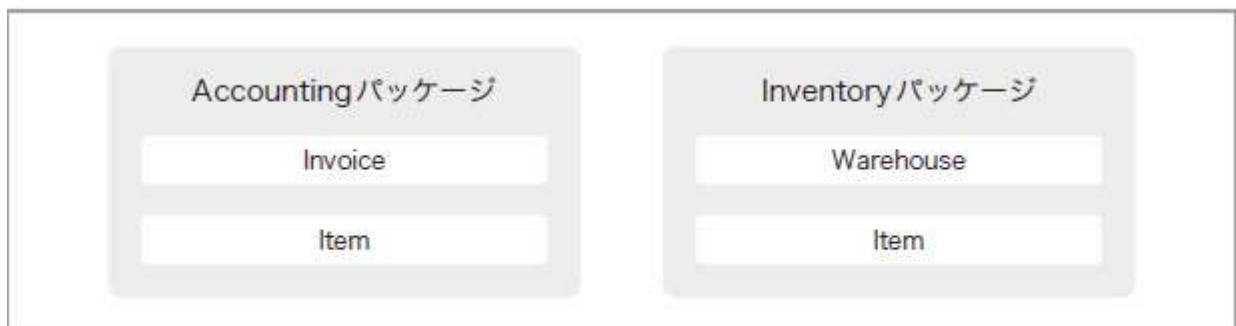 Accountingパッケージ
Invoice
Item
Inventoryパッケージ
Warehouse
Item